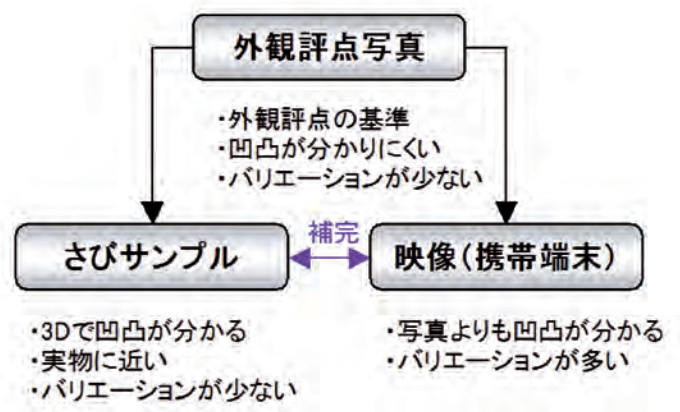 外観評点写真
・外観評点の基準
・凹凸が分かりにくい
・バリエーションが少ない
さびサンプル
補完
映像(携帯端末)
・3Dで凹凸が分かる
・実物に近い
・バリエーションが少ない
・写真よりも凹凸が分かる
・バリエーションが多い